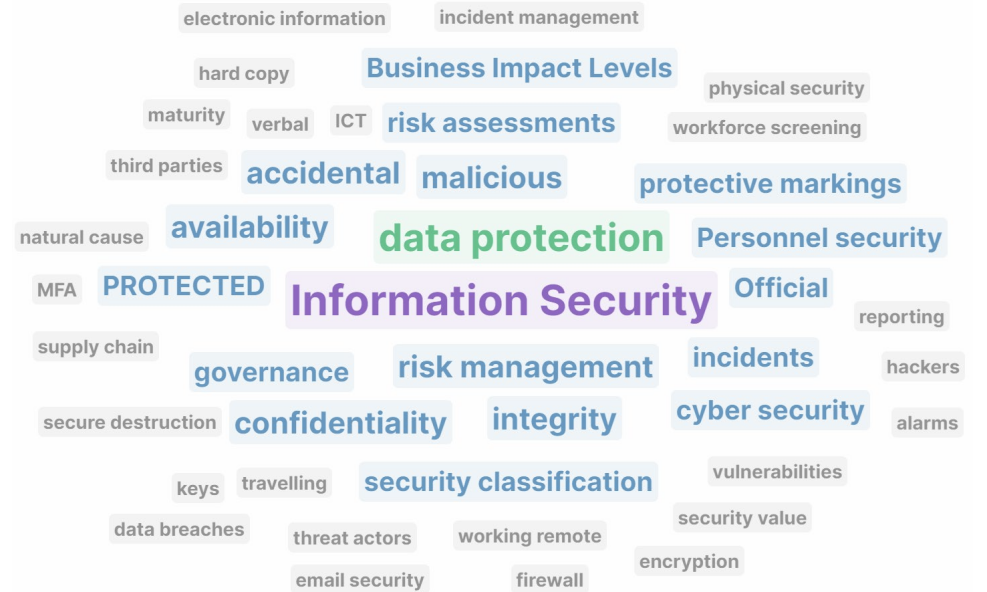 electronic information
incident management
Business Impact Levels
hard copy
physical security
maturity
verbal
ICT
risk assessments
workforce screening
third parties
accidental
malicious
protective markings
natural cause
availability
data protection
Personnel security
MFA
PROTECTED
Information Security
Official
reporting
supply chain
governance
risk management
incidents
hackers
secure destruction
confidentiality
integrity
cyber security
alarms
keys
travelling
security classification
vulnerabilities
data breaches
threat actors
working remote
security value
encryption
email security
firewall